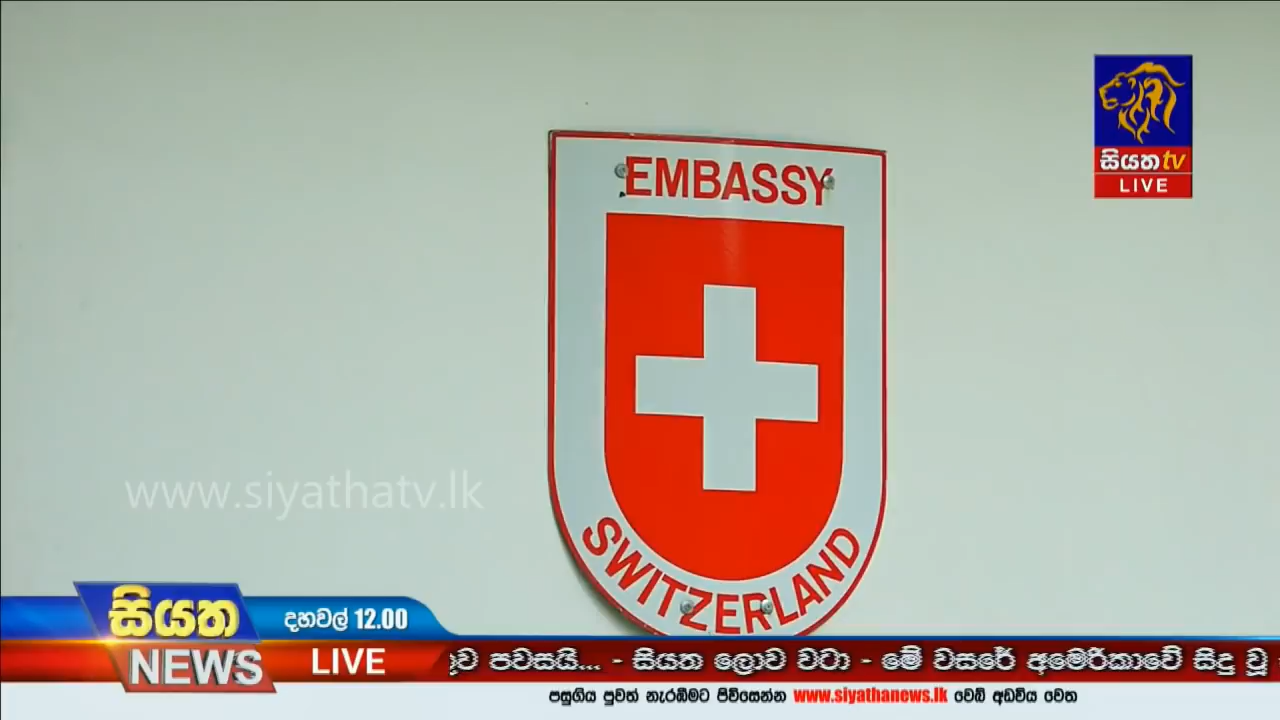 EMBASSY
SWITZERLAND
සියත tv
LIVE
www.siyathatv.lk
සියත
NEWS
දහවල් 12.00
LIVE
පවසයි... - සියත ලොව වටා - මේ වසරේ අමෙරිකාවේ සිදු වූ
පසුගිය පුවත් නැරඹීමට පිවිසෙන්න www.siyathanews.lk වෙබ් අඩවිය වෙත